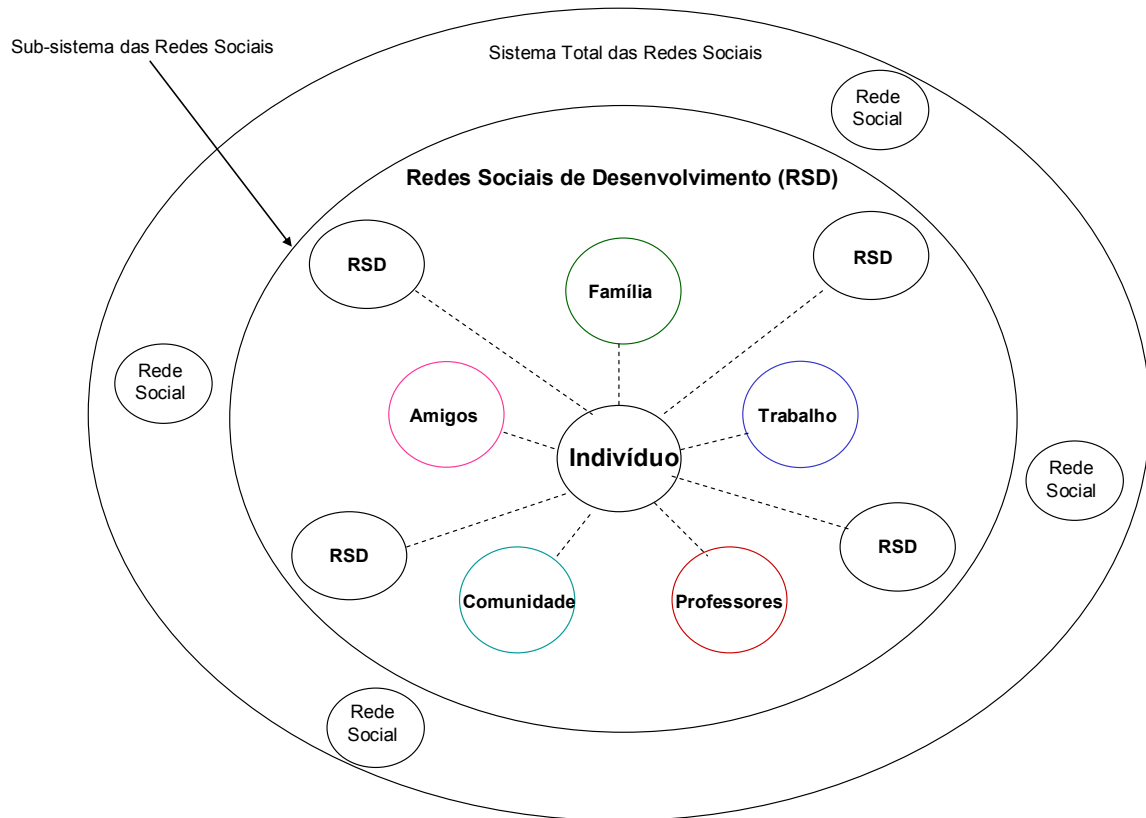 Sub-sistema das Redes Sociais
Sistema Total das Redes Sociais
Rede
Social
Redes Sociais de Desenvolvimento (RSD)
RSD
RSD
Família
Rede
Social
Amigos
Trabalho
Indivíduo
Rede
Social
RSD
RSD
Comunidade
Professores
Rede
Social